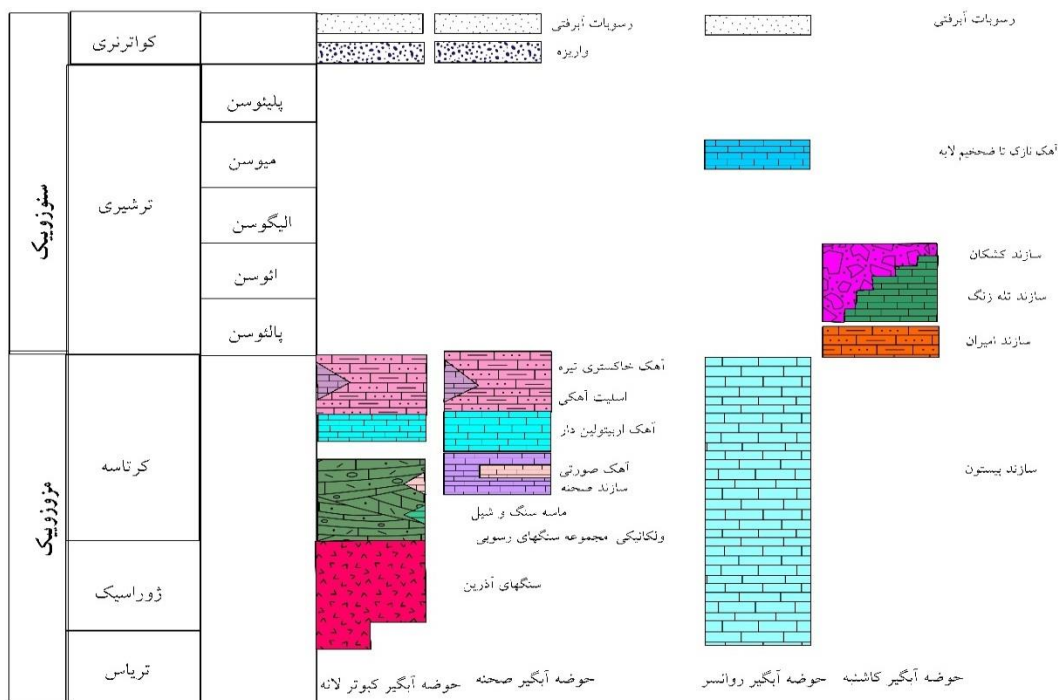 رسوبات آبرفتی
رسوبات آبرفتی
واریزه
کواترنری
پلیئوسن
میوسن
آهک نازک تا ضخخیم لایه
ترشیری
سنوزوییک
الیگوسن
سازند کشکان
ائوسن
سازند تله زنگ
پالئوسن
سازند امیران
آهک خاکستری تیره
اسلیت آهکی
آهک اربیتولین دار
کرتاسه
آهک صورتی
سازند بیستون
سازند صحنه
مزوزوییک
ماسه سنگ و شیل
ولکانیکی مجموعه سنگهای رسوبی
سنگهای آذرین
ژوراسیک
تریاس
حوضه آبگیر کاشنبه
حوضه آبگیر روانسر
حوضه آبگیر صحنه
حوضه آبگیر کبوتر لانه